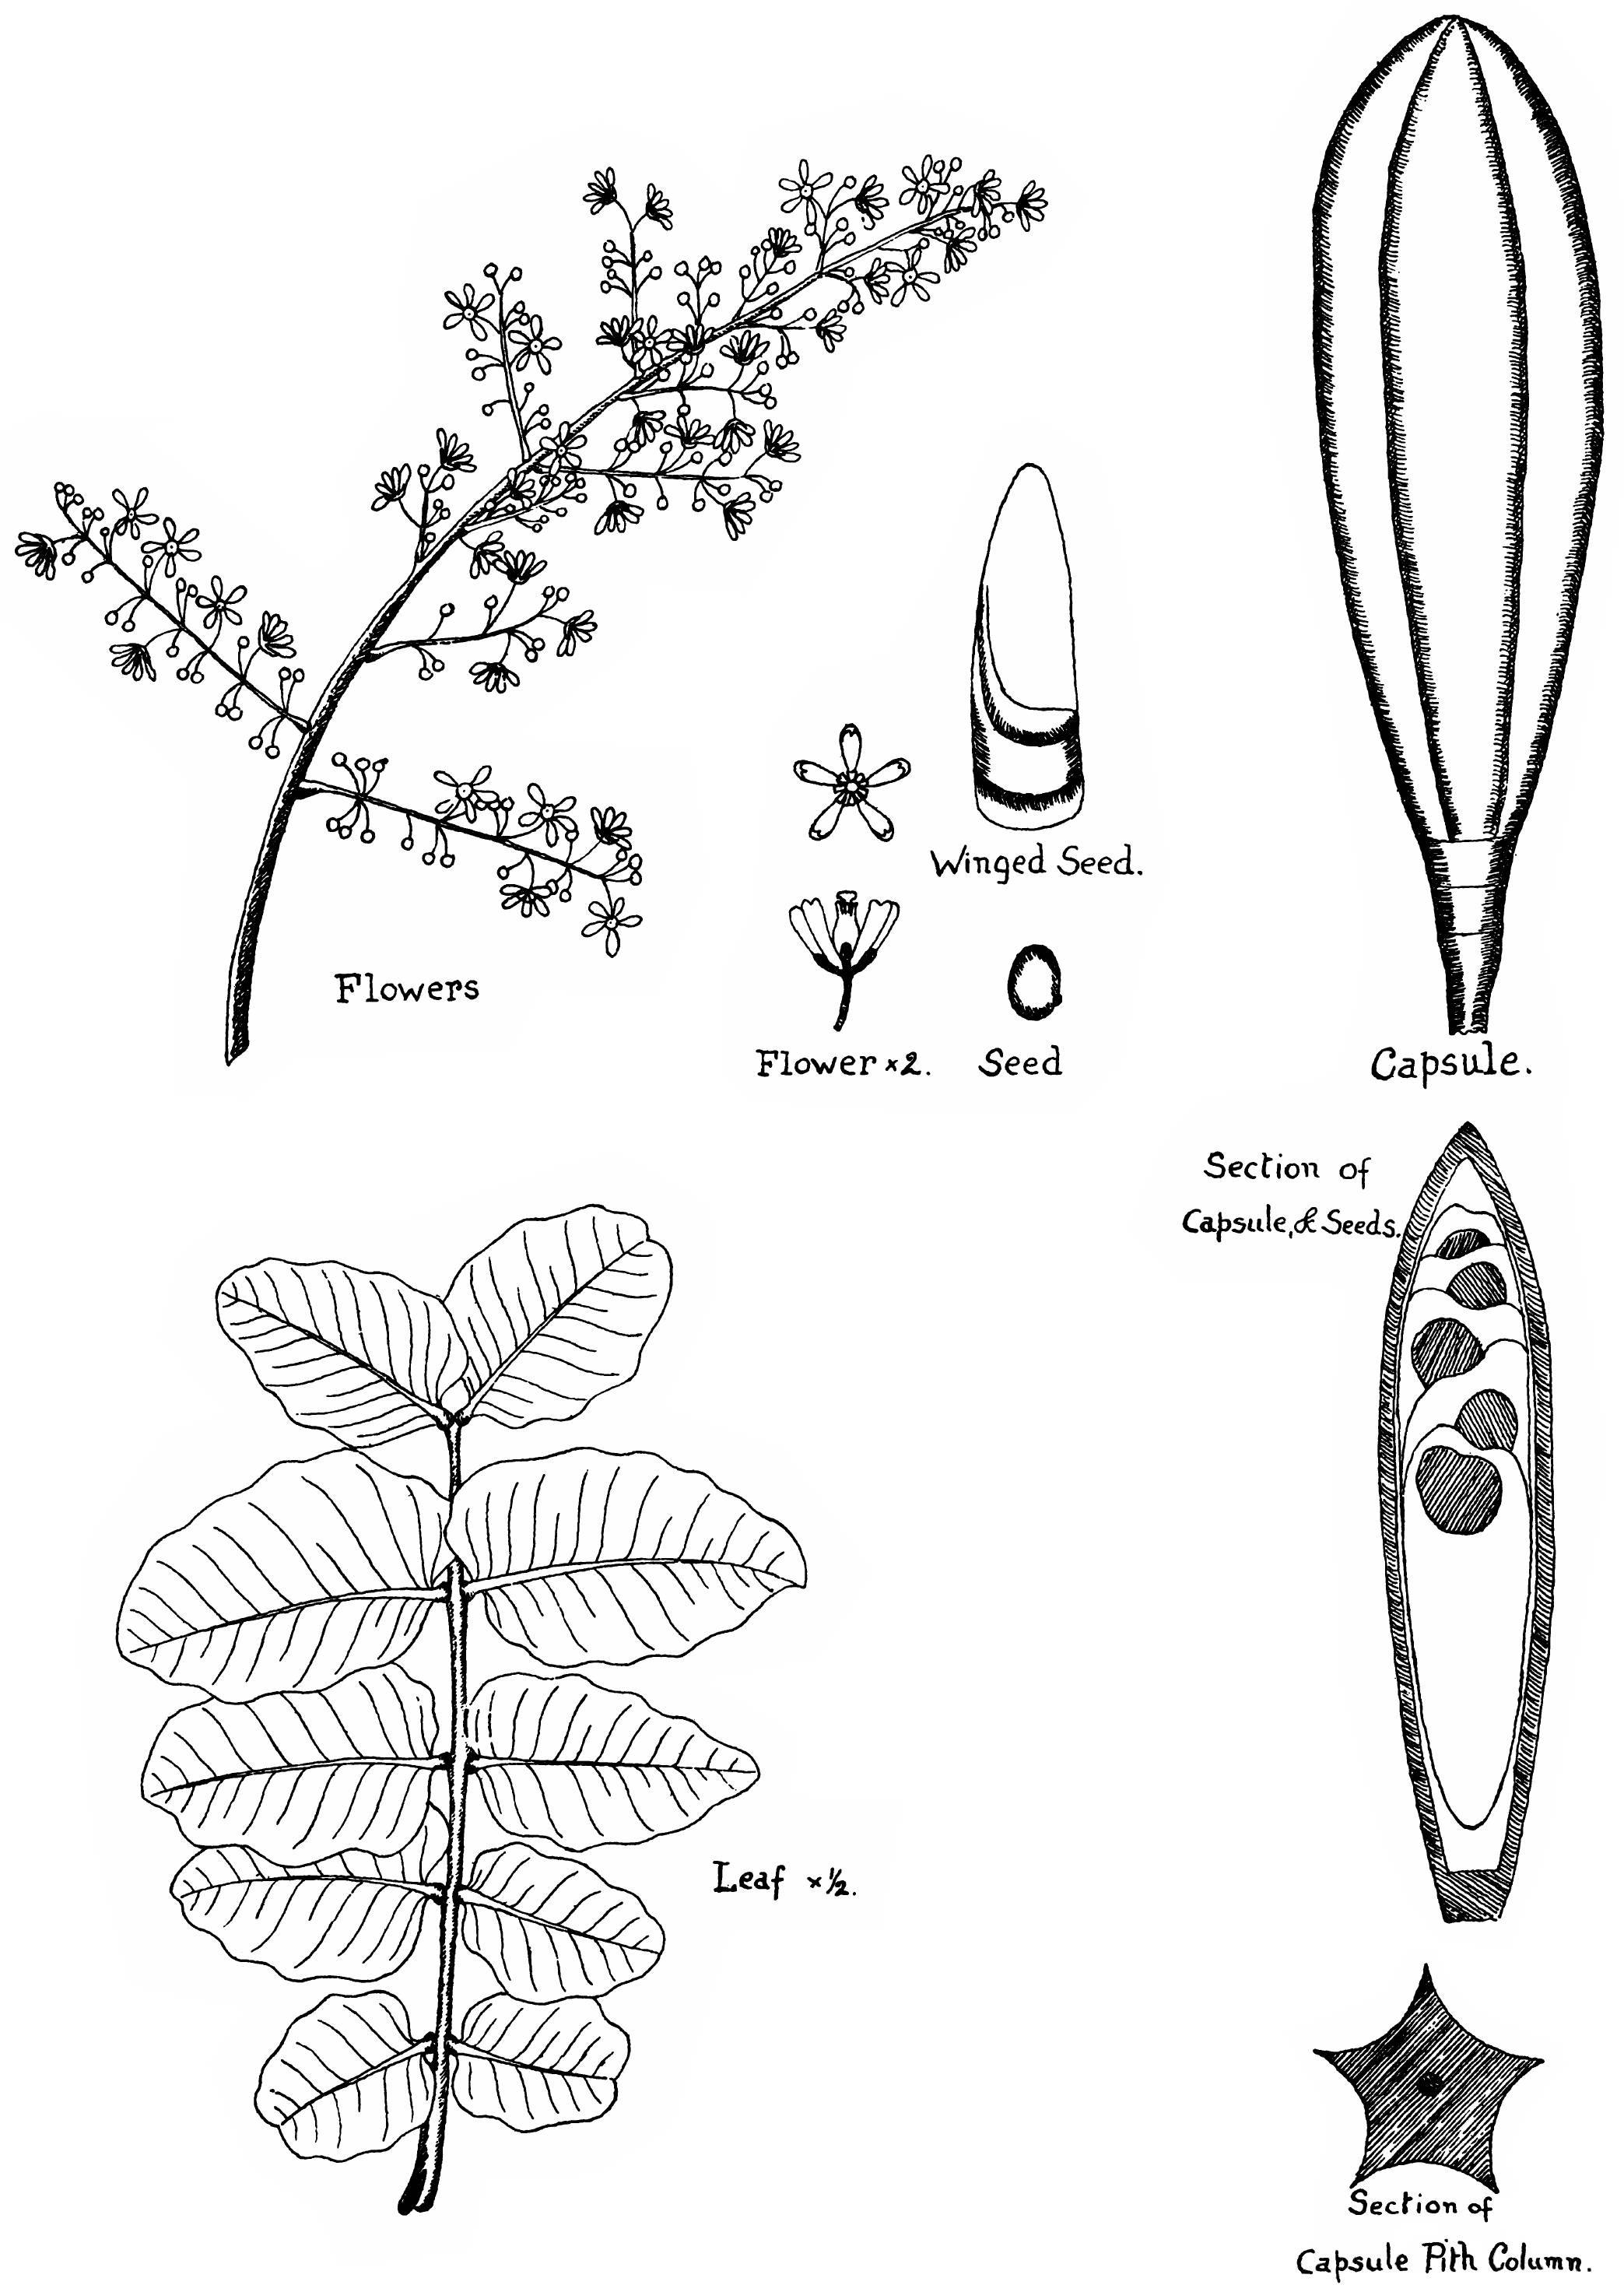 Flowers
Winged Seed.
Flower ×2.
Seed
Capsule.
Section of
Capsule, & Seeds.
Leaf × ½.
Section of
Capsule Pith Column.